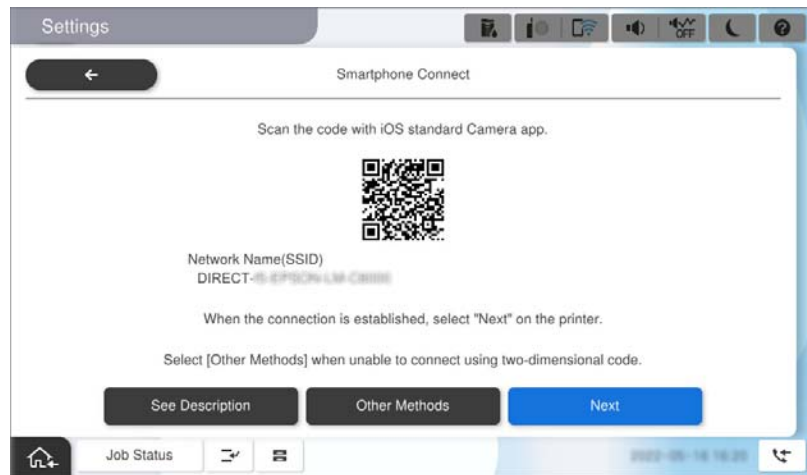 Settings
OFF
Smartphone Connect
Scan the code with iOS standard Camera app.
Network Name(SSID)
DIRECT-
When the connection is established, select "Next" on the printer.
Select [Other Methods] when unable to connect using two-dimensional code.
See Description
Other Methods
Next
Job Status